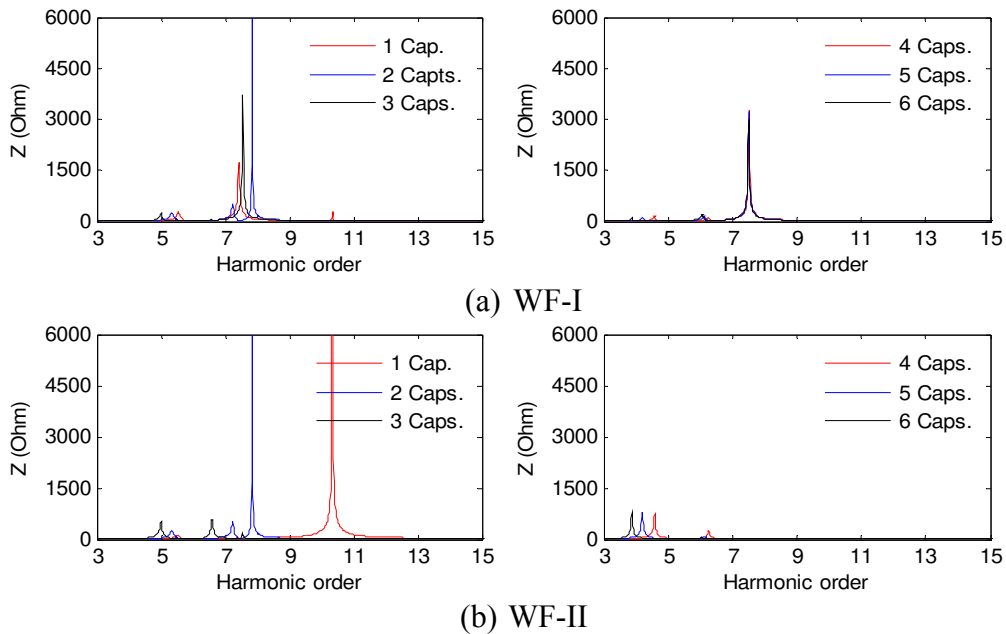 6000
4500
3000
1500
0
Z (Ohm)
1 Cap.
2 Capts.
3 Caps.
3 5 7 9 11 13 15
Harmonic order
6000
4500
3000
1500
0
Z (Ohm)
4 Caps.
5 Caps.
6 Caps.
3 5 7 9 11 13 15
Harmonic order
(a) WF-I
6000
4500
3000
1500
0
Z (Ohm)
1 Cap.
2 Caps.
3 Caps.
3 5 7 9 11 13 15
Harmonic order
6000
4500
3000
1500
0
Z (Ohm)
4 Caps.
5 Caps.
6 Caps.
3 5 7 9 11 13 15
Harmonic order
(b) WF-II